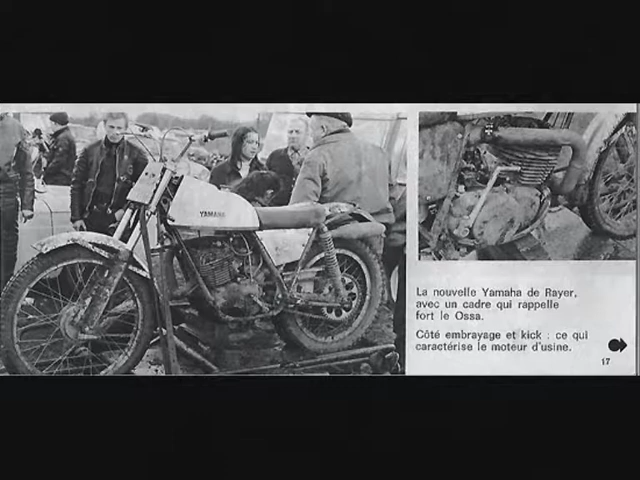 YAMAHA
La nouvelle Yamaha de Rayer,
avec un cadre qui rappelle
fort le Ossa.
Côté embrayage et kick : ce qui
caractérise le moteur d'usine.
17